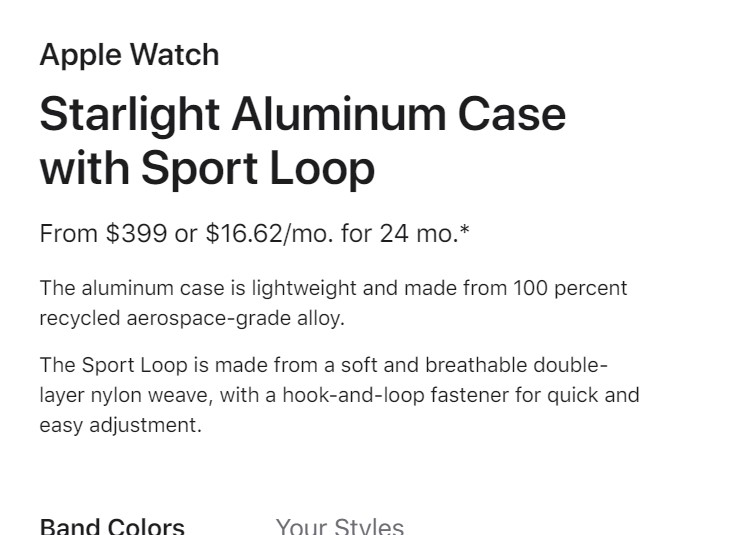 Apple Watch
Starlight Aluminum Case
with Sport Loop
From $399 or $16.62/mo. for 24 mo.*
The aluminum case is lightweight and made from 100 percent
recycled aerospace-grade alloy.
The Sport Loop is made from a soft and breathable double-
layer nylon weave, with a hook-and-loop fastener for quick and
easy adjustment.
Band Colors
Your Styles